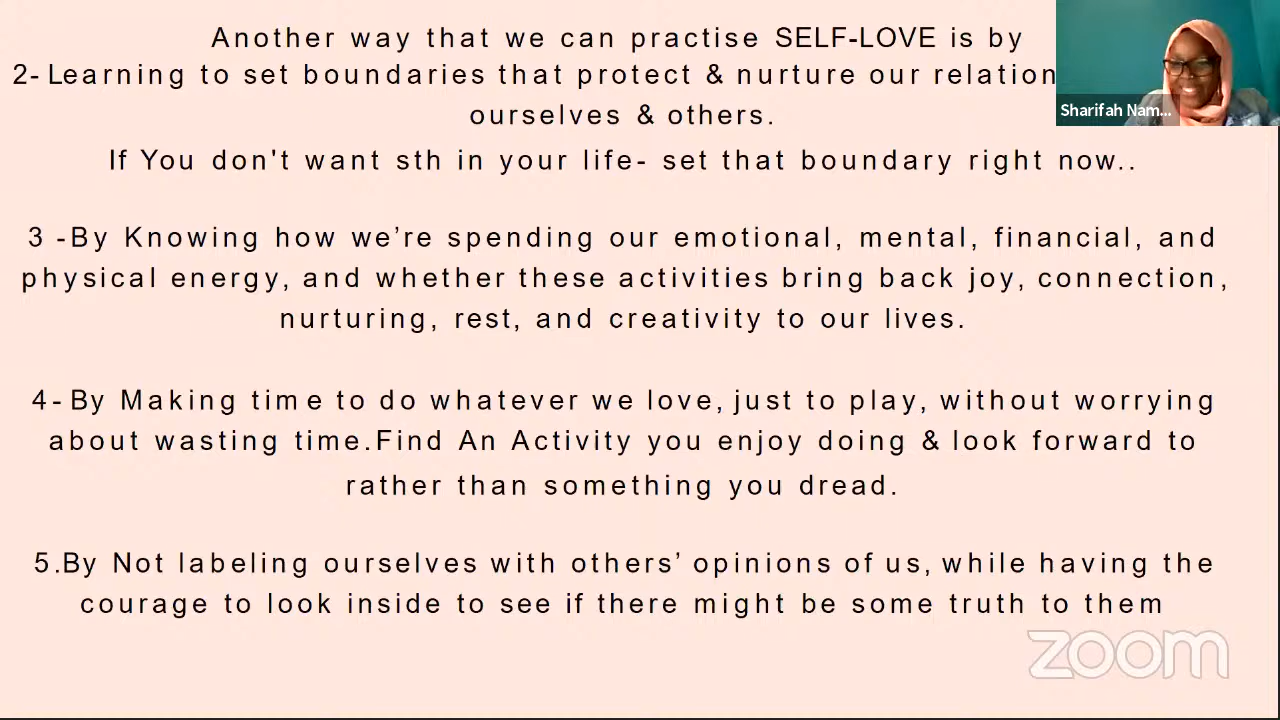 Another way that we can practise SELF-LOVE is by
2- Learning to set boundaries that protect & nurture our relation
ourselves & others.
If You don't want sth in your life- set that boundary right now..
3 -By Knowing how we’re spending our emotional, mental, financial, and
physical energy, and whether these activities bring back joy, connection,
nurturing, rest, and creativity to our lives.
4- By Making time to do whatever we love, just to play, without worrying
about wasting time.Find An Activity you enjoy doing & look forward to
rather than something you dread.
5.By Not labeling ourselves with others’ opinions of us, while having the
courage to look inside to see if there might be some truth to them
Sharifah Nam...
zoom